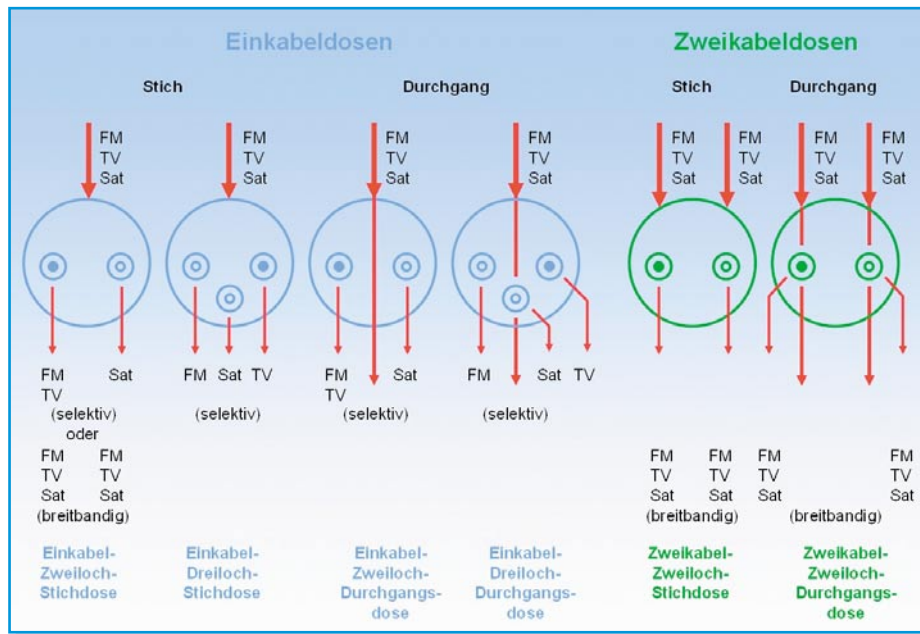 Einkabeldosen
Zweikabeldosen
Stich
Durchgang
Stich
Durchgang
FM
TV
Sat
FM
TV
Sat
FM
TV
Sat
FM
TV
Sat
FM
TV
Sat
FM
TV
Sat
FM
TV
Sat
FM
TV
Sat
FM
TV
Sat
(selektiv)
oder
FM
TV
Sat
FM
TV
Sat
(breitbandig)
FM Sat TV
(selektiv)
FM
TV
Sat
(selektiv)
FM
Sat TV
(selektiv)
FM
TV
Sat
FM
TV
Sat
(breitbandig)
FM
TV
Sat
FM
TV
Sat
(breitbandig)
Einkabel-
Zweiloch-
Stichdose
Einkabel-
Dreiloch-
Stichdose
Einkabel-
Zweiloch-
Durchgangs-
dose
Einkabel-
Dreiloch-
Durchgangs-
dose
Zweikabel-
Zweiloch-
Stichdose
Zweikabel-
Zweiloch-
Durchgangs-
dose